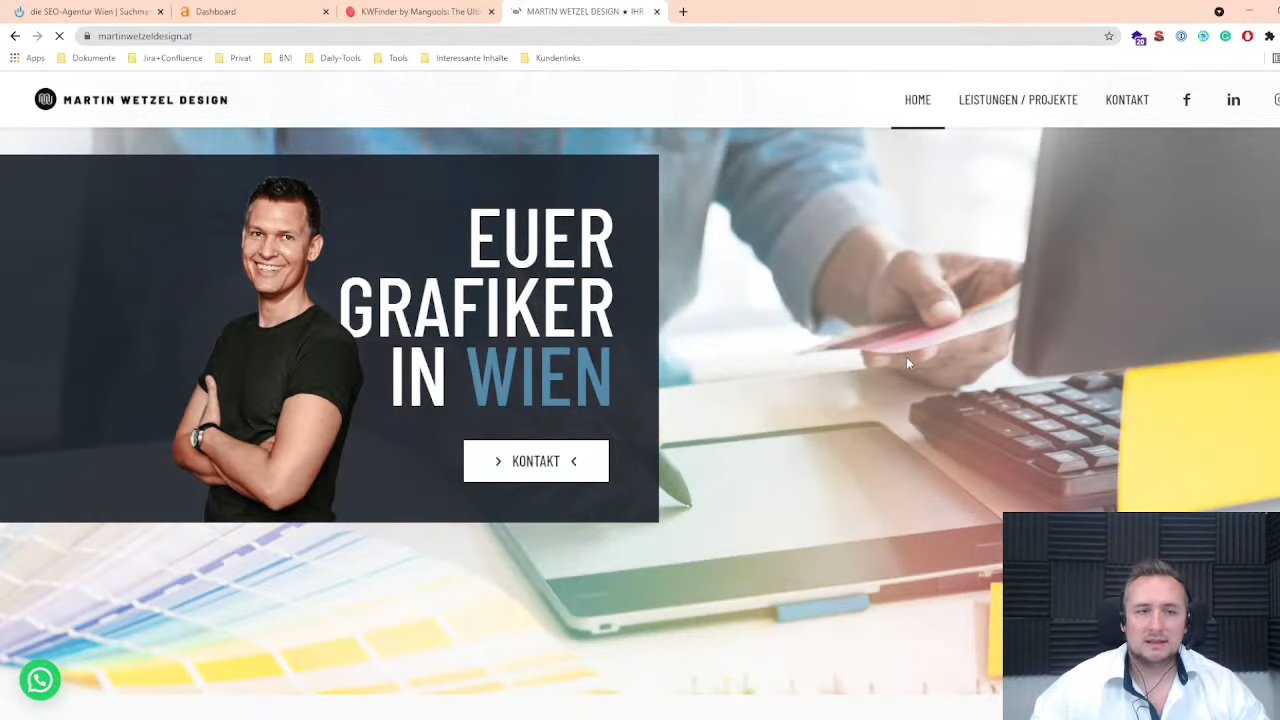 die SEO-Agentur Wien | Suchma
Dashboard
KWFinder by Mangools: The Ulti
MARTIN WETZEL DESIGN ★ IHR
martinwetzeldesign.at
20
Apps
Dokumente
Jira+Confluence
Privat
BNI
Daily-Tools
Tools
Interessante Inhalte
Kundenlinks
MARTIN WETZEL DESIGN
HOME
LEISTUNGEN / PROJEKTE
KONTAKT
EUER
GRAFIKER
IN WIEN
> KONTAKT <